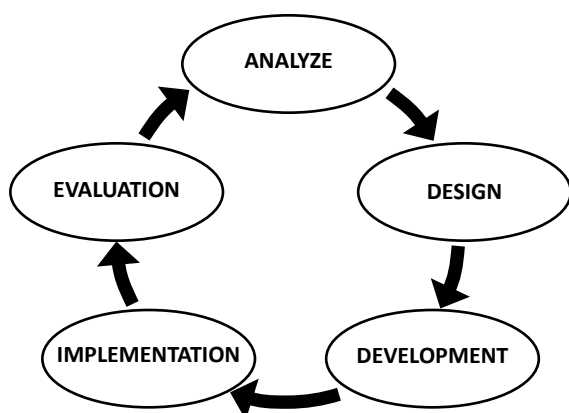 ANALYZE
DESIGN
DEVELOPMENT
IMPLEMENTATION
EVALUATION